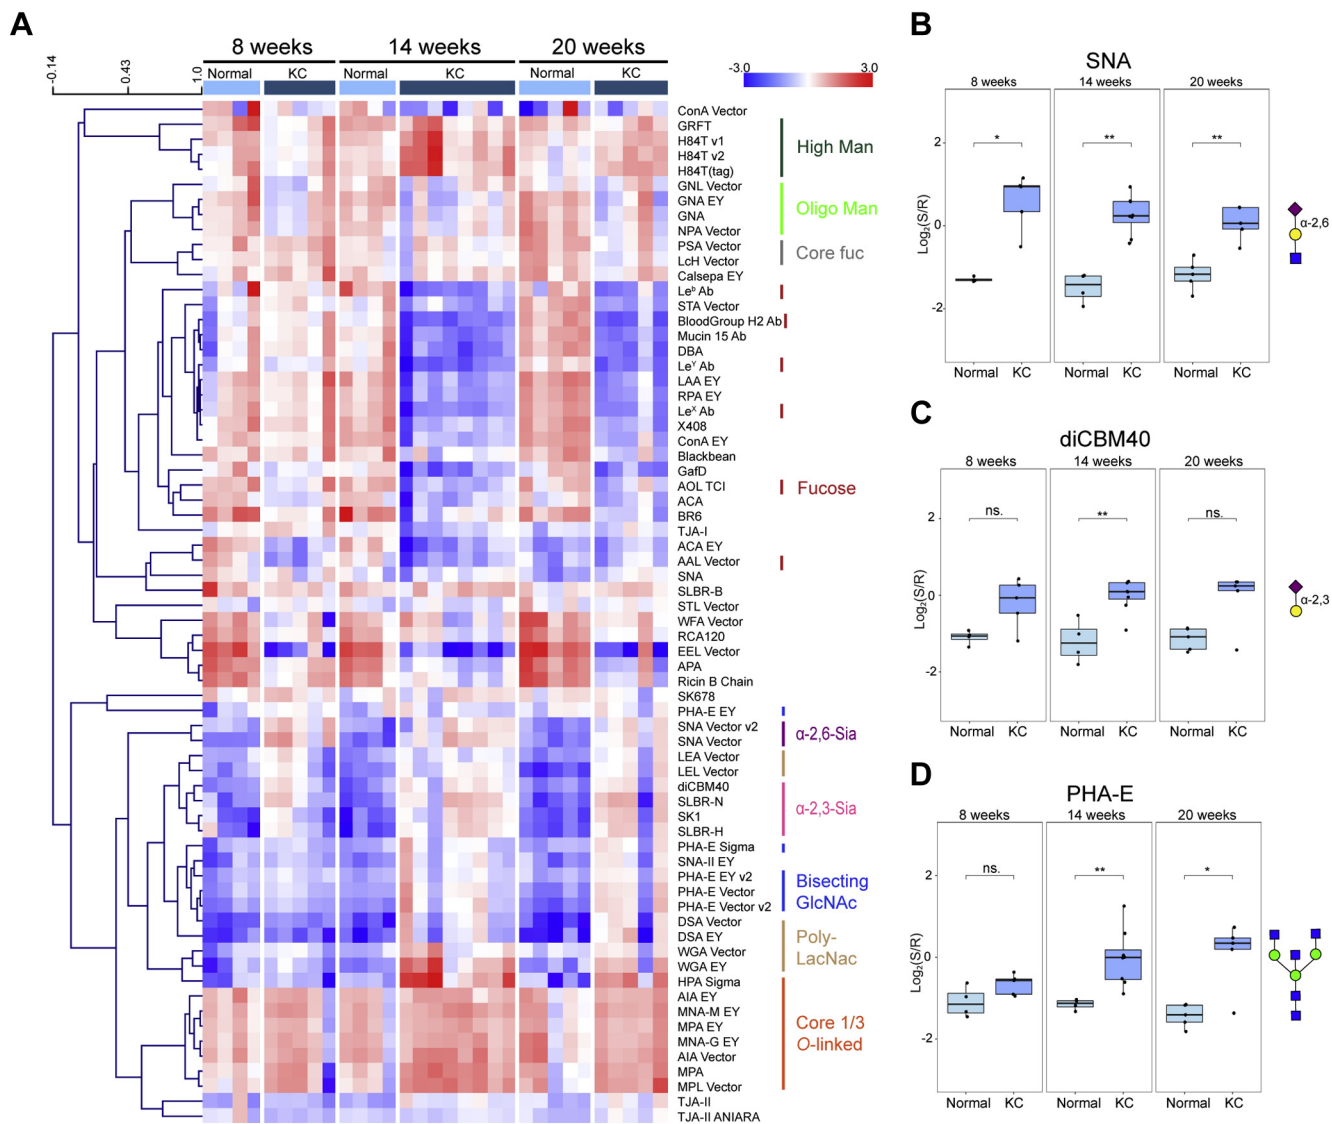 A
8 weeks
14 weeks
20 weeks
Normal
KC
Normal
KC
Normal
KC
-0.14
0.43
1.0
-3.0
3.0
ConA Vector
GRFT
H84T v1
H84T v2
H84T(tag)
GNL Vector
GNA EY
GNA
NPA Vector
PSA Vector
LcH Vector
Calsepa EY
Leᵇ Ab
STA Vector
BloodGroup H2 Ab
Mucin 15 Ab
DBA
Leʸ Ab
LAA EY
RPA EY
Leˣ Ab
X408
ConA EY
Blackbean
GafD
AOL TCI
ACA
BR6
TJA-I
ACA EY
AAL Vector
SNA
SLBR-B
STL Vector
WFA Vector
RCA120
EEL Vector
APA
Ricin B Chain
SK678
PHA-E EY
SNA Vector v2
SNA Vector
LEA Vector
LEL Vector
diCBM40
SLBR-N
SK1
SLBR-H
PHA-E Sigma
SNA-II EY
PHA-E EY v2
PHA-E Vector
PHA-E Vector v2
DSA Vector
DSA EY
WGA Vector
WGA EY
HPA Sigma
AIA EY
MNA-M EY
MPA EY
MNA-G EY
AIA Vector
MPA
MPL Vector
TJA-II
TJA-II ANIARA
High Man
Oligo Man
Core fuc
Fucose
α-2,6-Sia
α-2,3-Sia
Bisecting
GlcNAc
Poly-
LacNac
Core 1/3
O-linked
B
SNA
8 weeks
14 weeks
20 weeks
*
**
**
2
0
-2
Log₂(S/R)
Normal KC
Normal KC
Normal KC
α-2,6
C
diCBM40
8 weeks
14 weeks
20 weeks
ns.
**
ns.
2
0
-2
Log₂(S/R)
Normal KC
Normal KC
Normal KC
α-2,3
D
PHA-E
8 weeks
14 weeks
20 weeks
ns.
**
*
2
0
-2
Log₂(S/R)
Normal KC
Normal KC
Normal KC